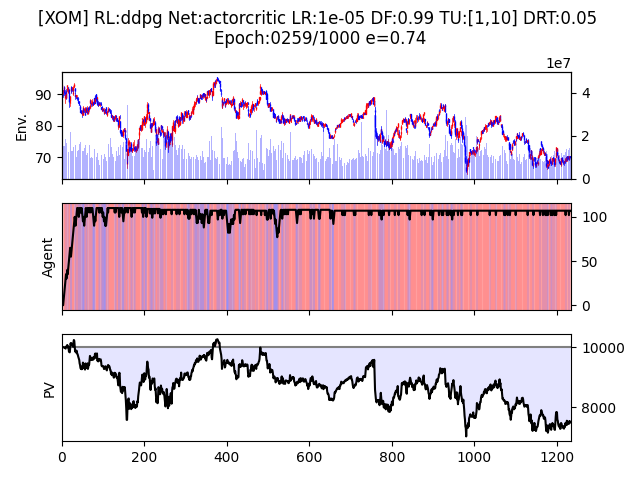 [XOM] RL:ddpg Net:actorcritic LR:1e-05 DF:0.99 TU:[1,10] DRT:0.05
Epoch:0259/1000 e=0.74
1e7
Env.
90
80
70
4
2
0
Agent
100
50
0
PV
10000
8000
0 200 400 600 800 1000 1200